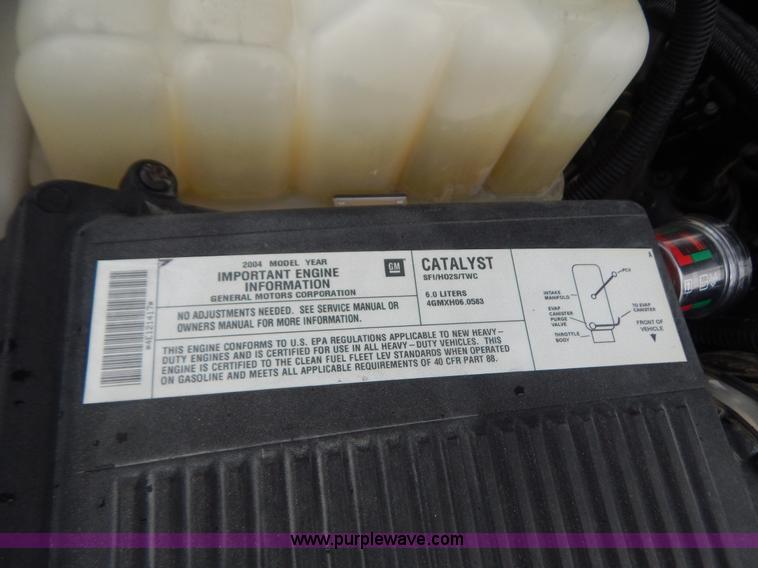 *4E121417*
2004 MODEL YEAR
IMPORTANT ENGINE
INFORMATION
GENERAL MOTORS CORPORATION
GM
NO ADJUSTMENTS NEEDED. SEE SERVICE MANUAL OR
OWNERS MANUAL FOR MORE INFORMATION.
THIS ENGINE CONFORMS TO U.S. EPA REGULATIONS APPLICABLE TO NEW HEAVY-
DUTY ENGINES AND IS CERTIFIED FOR USE IN ALL HEAVY-DUTY VEHICLES. THIS
ENGINE IS CERTIFIED TO THE CLEAN FUEL FLEET LEV STANDARDS WHEN OPERATED
ON GASOLINE AND MEETS ALL APPLICABLE REQUIREMENTS OF 40 CFR PART 88.
CATALYST
SFI/HO2S/TWC
6.0 LITERS
4GMXH06.0583
A
PCV
INTAKE
MANIFOLD
EVAP
CANISTER
PURGE
VALVE
THROTTLE
BODY
TO EVAP
CANISTER
FRONT OF
VEHICLE
www.purplewave.com